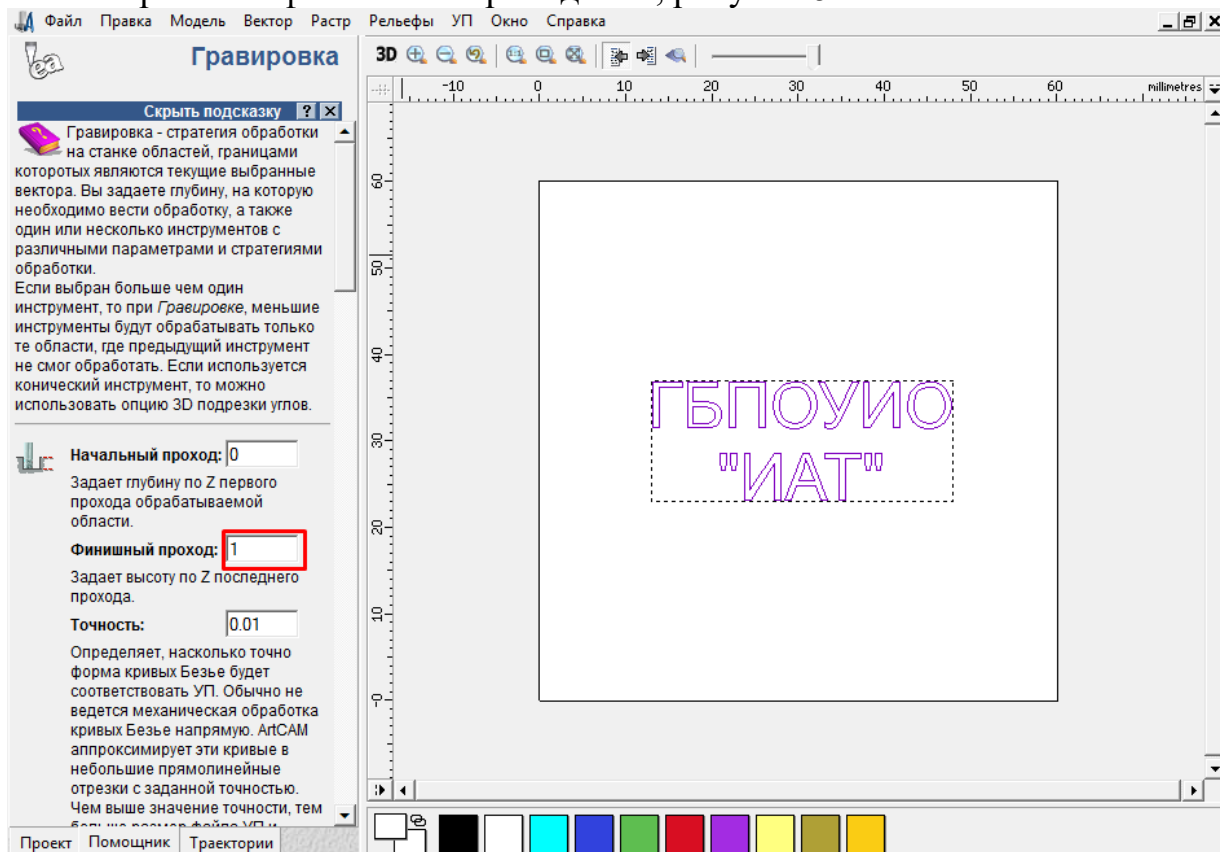 Файл Правка Модель Вектор Растр Рельефы УП Окно Справка
Гравировка
3D
Скрыть подсказку
Гравировка - стратегия обработки
на станке областей, границами
которотых являются текущие выбранные
вектора. Вы задаете глубину, на которую
необходимо вести обработку, а также
один или несколько инструментов с
различными параметрами и стратегиями
обработки.
Если выбран больше чем один
инструмент, то при Гравировке, меньшие
инструменты будут обрабатывать только
те области, где предыдущий инструмент
не смог обработать. Если используется
конический инструмент, то можно
использовать опцию 3D подрезки углов.
Начальный проход: 0
Задает глубину по Z первого
прохода обрабатываемой
области.
Финишный проход: 1
Задает высоту по Z последнего
прохода.
Точность: 0.01
Определяет, насколько точно
форма кривых Безье будет
соответствовать УП. Обычно не
ведется механическая обработка
кривых Безье напрямую. ArtCAM
аппроксимирует эти кривые в
небольшие прямолинейные
отрезки с заданной точностью.
Чем выше значение точности, тем
Проект Помощник Траектории
-10 0 10 20 30 40 50 60 millimetres
60
50
40
30
20
10
-0
ГБПОУИО
"ИАТ"